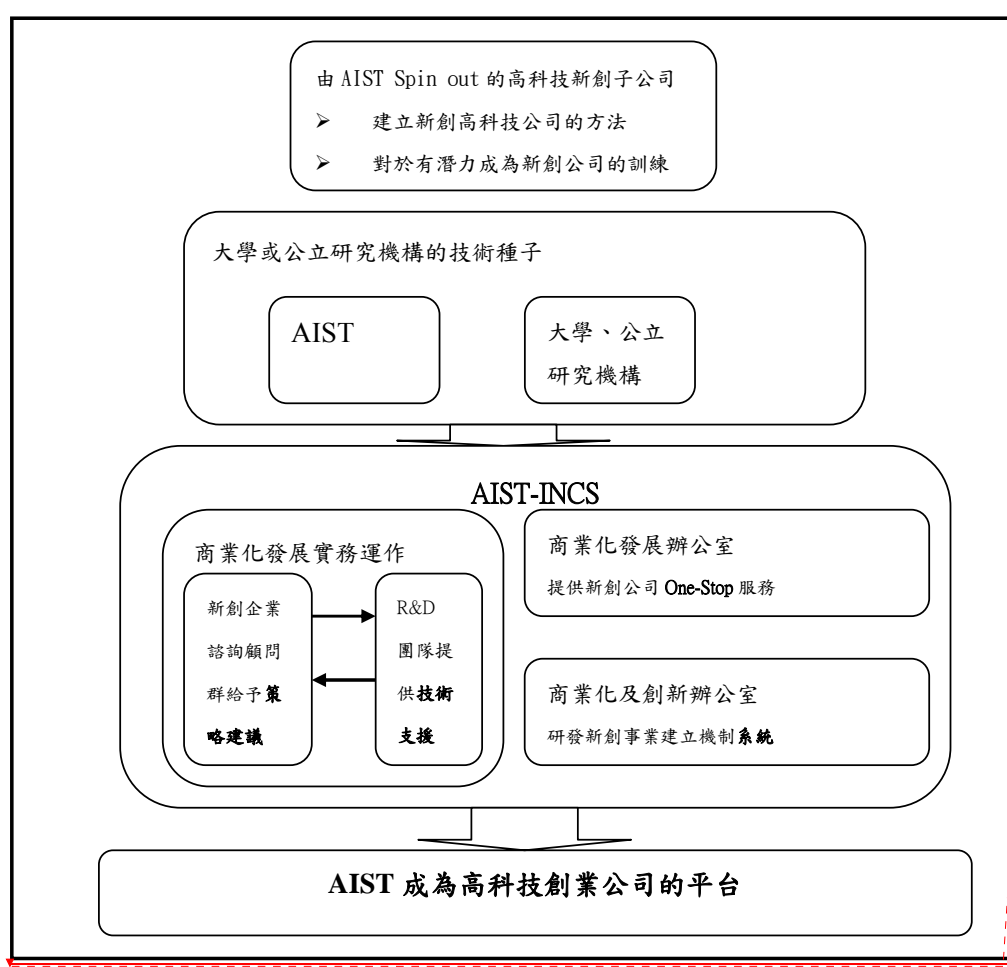 由 AIST Spin out 的高科技新創子公司
➢ 建立新創高科技公司的方法
➢ 對於有潛力成為新創公司的訓練
大學或公立研究機構的技術種子
AIST
大學、公立
研究機構
AIST-INCS
商業化發展實務運作
新創企業
諮詢顧問
群給予策
略建議
R&D
團隊提
供技術
支援
商業化發展辦公室
提供新創公司 One-Stop 服務
商業化及創新辦公室
研發新創事業建立機制系統
AIST 成為高科技創業公司的平台